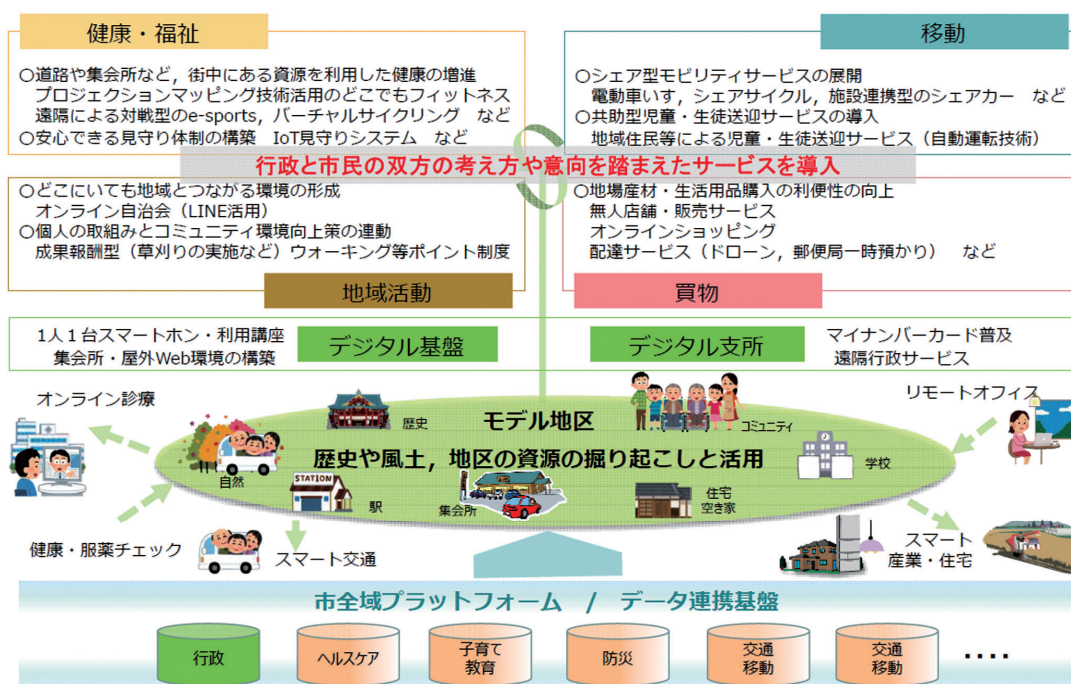 健康・福祉
○道路や集会所など，街中にある資源を利用した健康の増進
プロジェクションマッピング技術活用のどこでもフィットネス
遠隔による対戦型のe-sports，バーチャルサイクリング　など
○安心できる見守り体制の構築　IoT見守りシステム　など
移動
○シェア型モビリティサービスの展開
電動車いす，シェアサイクル，施設連携型のシェアカー　など
○共助型児童・生徒送迎サービスの導入
地域住民等による児童・生徒送迎サービス（自動運転技術）
行政と市民の双方の考え方や意向を踏まえたサービスを導入
○どこにいても地域とつながる環境の形成
オンライン自治会（LINE活用）
○個人の取組みとコミュニティ環境向上策の連動
成果報酬型（草刈りの実施など）ウォーキング等ポイント制度
地域活動
○地場産材・生活用品購入の利便性の向上
無人店舗・販売サービス
オンラインショッピング
配達サービス（ドローン，郵便局一時預かり）　など
買物
1人１台スマートホン・利用講座
集会所・屋外Web環境の構築
デジタル基盤
デジタル支所
マイナンバーカード普及
遠隔行政サービス
オンライン診療
リモートオフィス
歴史
モデル地区
コミュニティ
歴史や風土，地区の資源の掘り起こしと活用
自然
学校
STATION
駅
集会所
住宅
空き家
健康・服薬チェック
スマート交通
スマート
産業・住宅
市全域プラットフォーム　/　データ連携基盤
行政
ヘルスケア
子育て
教育
防災
交通
移動
交通
移動
‥‥